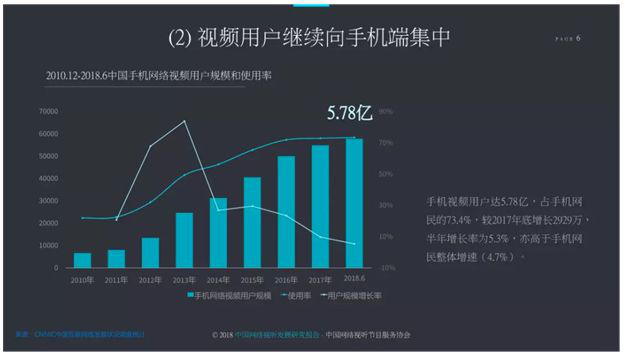 (2) 视频用户继续向手机端集中
PAGE 6
2010.12-2018.6中国手机网络视频用户规模和使用率
5.78亿
70000
60000
50000
40000
30000
20000
10000
0
90%
70%
50%
30%
10%
-10%
2010年 2011年 2012年 2013年 2014年 2015年 2016年 2017年 2018.6
手机网络视频用户规模 使用率 用户规模增长率
手机视频用户达5.78亿，占手机网
民的73.4%，较2017年底增长2929万，
半年增长率为5.3%，亦高于手机网
民整体增速（4.7%）。
来源：CNNIC中国互联网络发展状况调查统计
© 2018 中国网络视听发展研究报告 · 中国网络视听节目服务协会